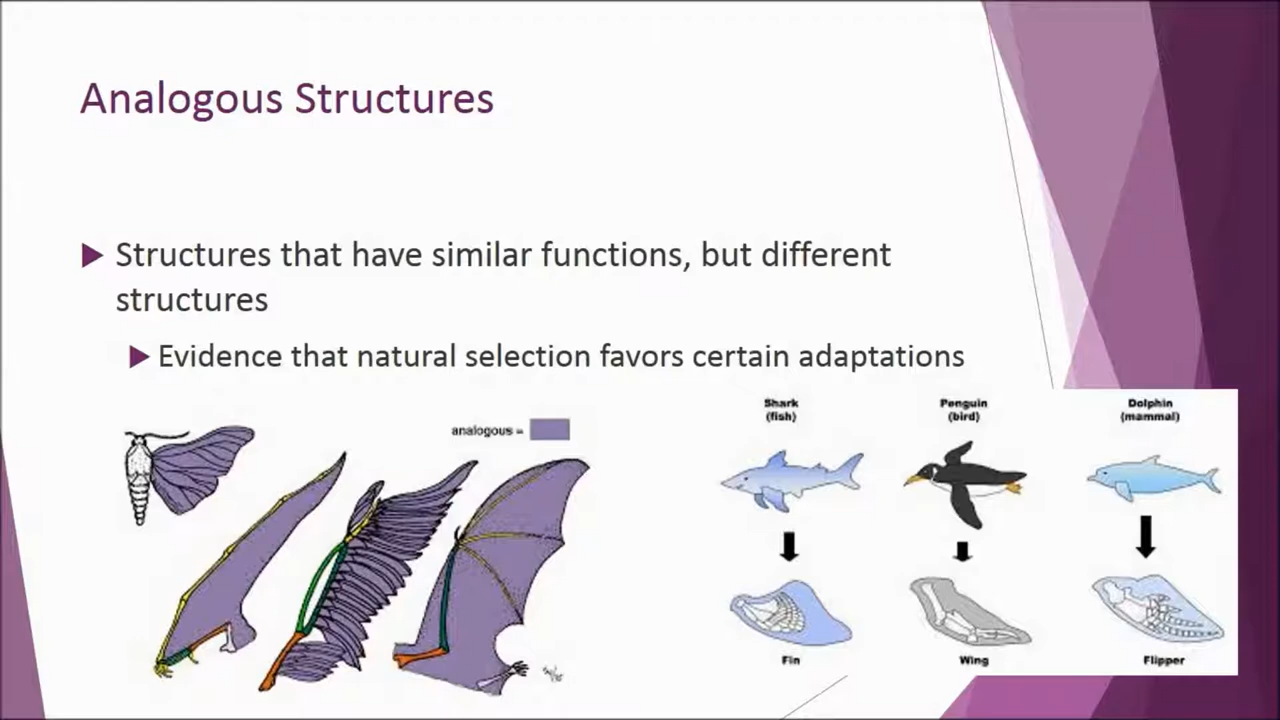 Analogous Structures
Structures that have similar functions, but different
structures
Evidence that natural selection favors certain adaptations
analogous =
Shark
(fish)
Penguin
(bird)
Dolphin
(mammal)
Fin
Wing
Flipper